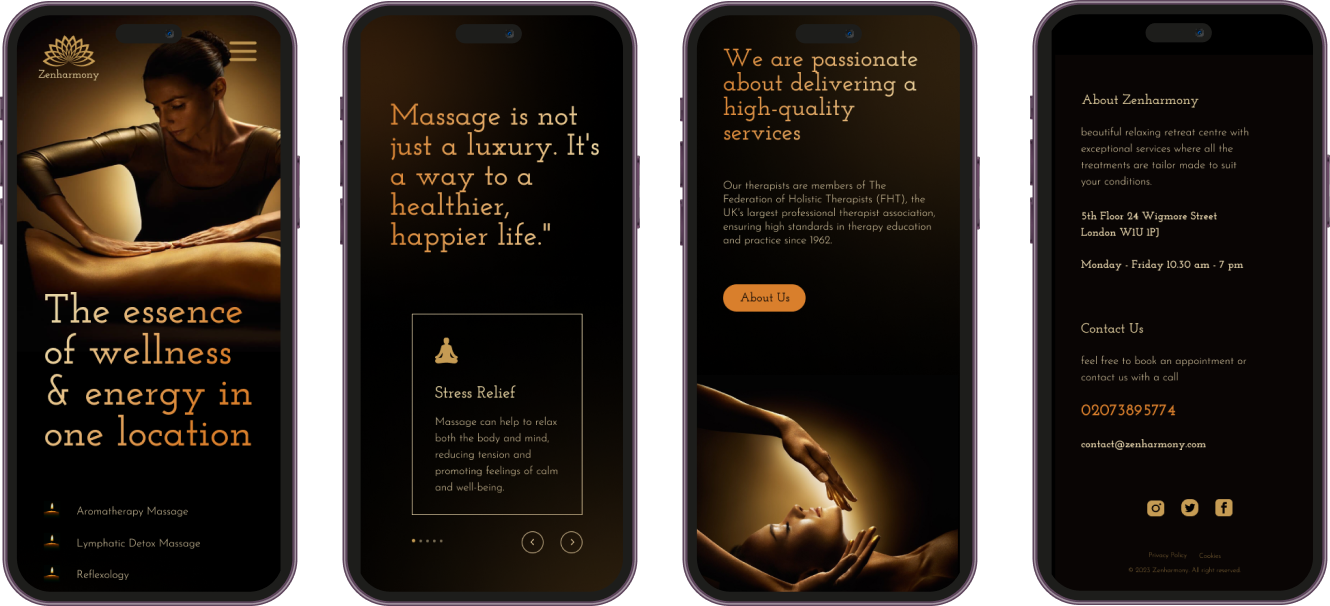 Zenharmony
The essence
of wellness
& energy in
one location
Aromatherapy Massage
Lymphatic Detox Massage
Reflexology
Massage is not
just a luxury. It's
a way to a
healthier,
happier life."
Stress Relief
Massage can help to relax
both the body and mind,
reducing tension and
promoting feelings of calm
and well-being.
We are passionate
about delivering a
high-quality
services
Our therapists are members of The
Federation of Holistic Therapists (FHT), the
UK's largest professional therapist association,
ensuring high standards in therapy education
and practice since 1962.
About Us
About Zenharmony
beautiful relaxing retreat centre with
exceptional services where all the
treatments are tailor made to suit
your conditions.
5th Floor 24 Wigmore Street
London W1U 1PJ
Monday - Friday 10.30 am - 7 pm
Contact Us
feel free to book an appointment or
contact us with a call
02073895774
contact@zenharmony.com
Privacy Policy Cookies
© 2023 Zenharmony. All right reserved